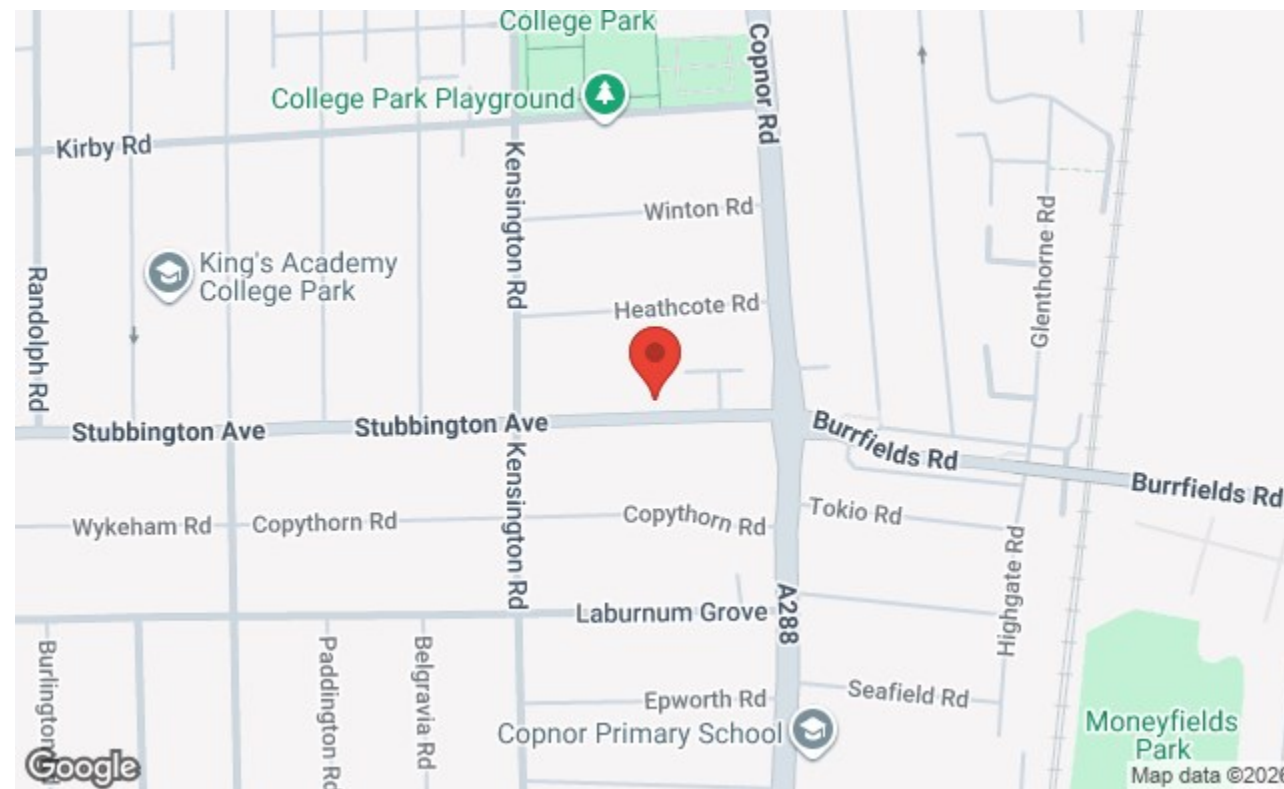 College Park
College Park Playground
Copnor Rd
Kirby Rd
Kensington Rd
Winton Rd
Glenthorne Rd
King's Academy
College Park
Randolph Rd
Heathcote Rd
Stubbington Ave
Stubbington Ave
Burrfields Rd
Burrfields Rd
Kensington Rd
Wykeham Rd
Copythorn Rd
Copythorn Rd
Tokio Rd
Highgate Rd
A288
Laburnum Grove
Burlington
Paddington Rd
Belgravia Rd
Epworth Rd
Seafield Rd
Copnor Primary School
Moneyfields
Park
Google
Map data ©2026